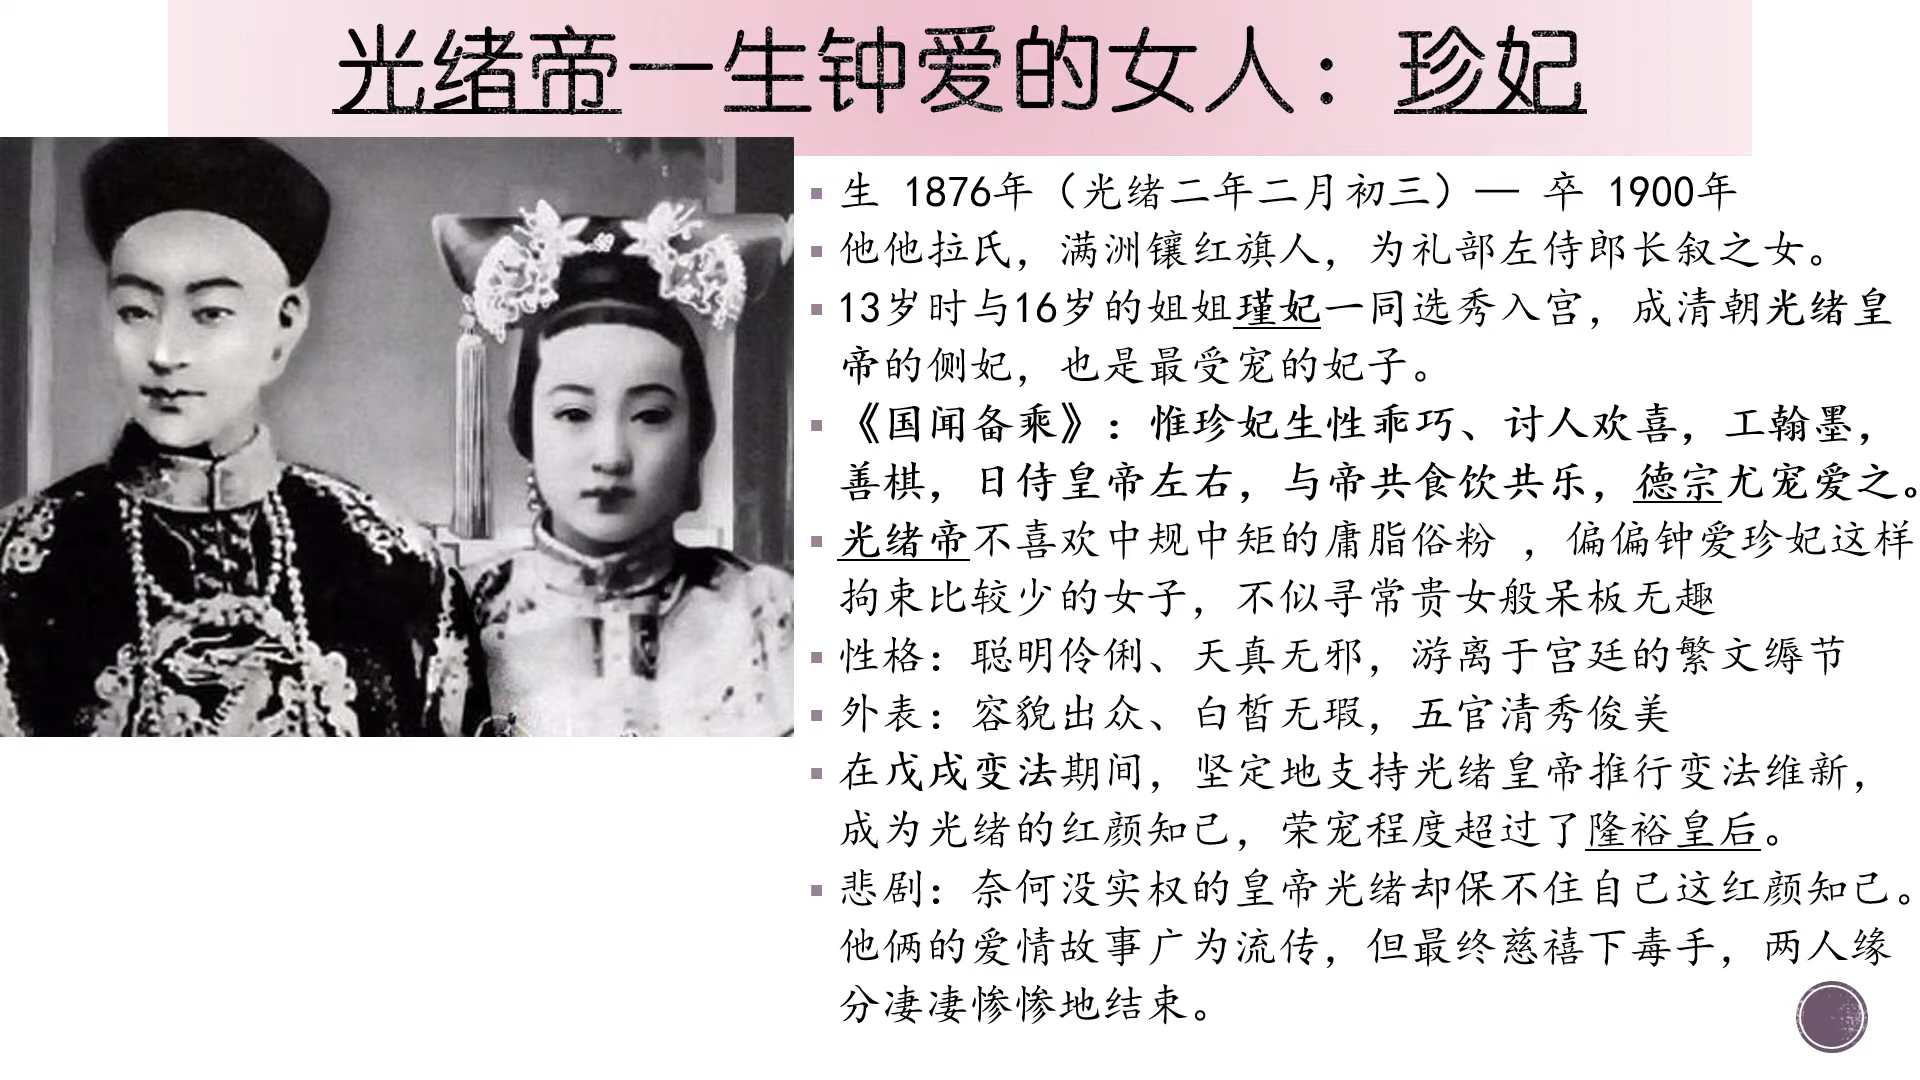 光绪帝一生钟爱的女人：珍妃
▪ 生 1876年（光绪二年二月初三）— 卒 1900年
▪ 他他拉氏，满洲镶红旗人，为礼部左侍郎长叙之女。
▪ 13岁时与16岁的姐姐瑾妃一同选秀入宫，成清朝光绪皇
帝的侧妃，也是最受宠的妃子。
▪ 《国闻备乘》：惟珍妃生性乖巧、讨人欢喜，工翰墨，
善棋，日侍皇帝左右，与帝共食饮共乐，德宗尤宠爱之。
▪ 光绪帝不喜欢中规中矩的庸脂俗粉 ，偏偏钟爱珍妃这样
拘束比较少的女子，不似寻常贵女般呆板无趣
▪ 性格：聪明伶俐、天真无邪，游离于宫廷的繁文缛节
▪ 外表：容貌出众、白皙无瑕，五官清秀俊美
▪ 在戊戌变法期间，坚定地支持光绪皇帝推行变法维新，
成为光绪的红颜知己，荣宠程度超过了隆裕皇后。
▪ 悲剧：奈何没实权的皇帝光绪却保不住自己这红颜知己。
他俩的爱情故事广为流传，但最终慈禧下毒手，两人缘
分凄凄惨惨地结束。